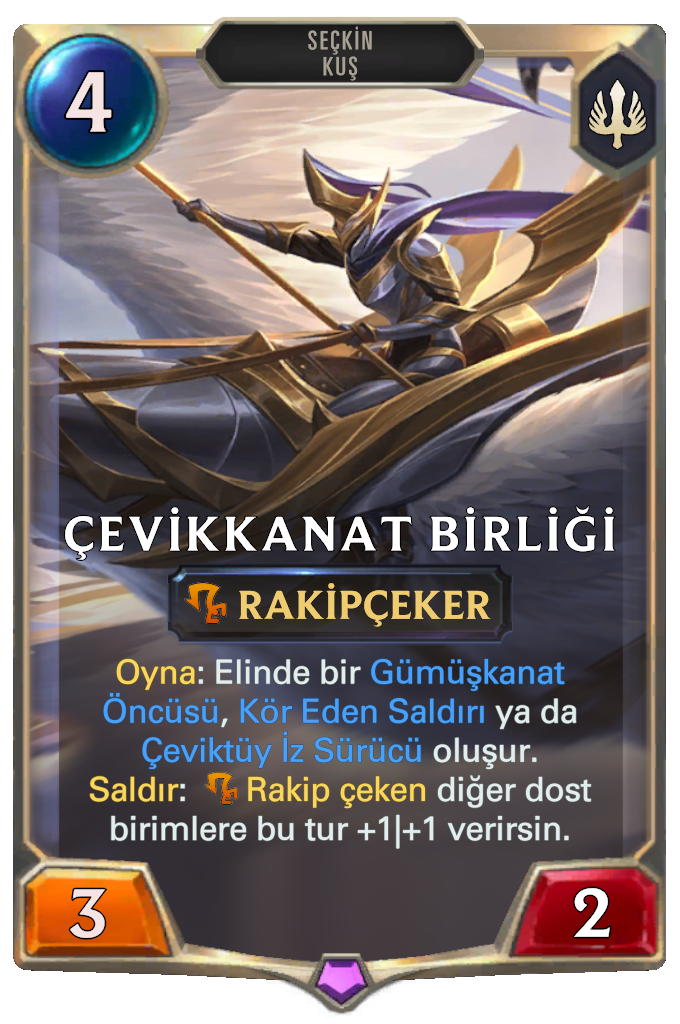 SEÇKİN
KUŞ
4
ÇEVİKKANAT BİRLİĞİ
RAKİPÇEKER
Oyna: Elinde bir Gümüşkanat
Öncüsü, Kör Eden Saldırı ya da
Çeviktüy İz Sürücü oluşur.
Saldır: Rakip çeken diğer dost
birimlere bu tur +1|+1 verirsin.
3
2